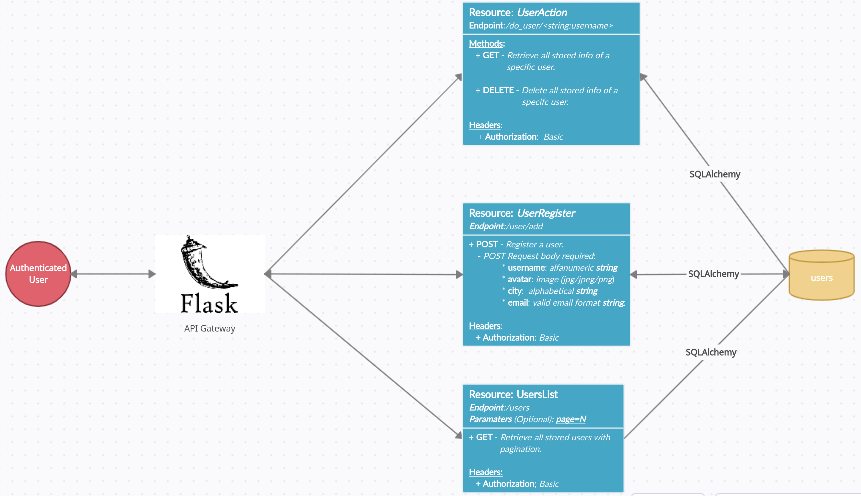 Resource: UserAction
Endpoint:/do_user/<string:username>
Methods:
+ GET - Retrieve all stored info of a
specific user.
+ DELETE - Delete all stored info of a
specifc user.
Headers:
+ Authorization: Basic
SQLAlchemy
Resource: UserRegister
Endpoint:/user/add
+ POST - Register a user.
- POST Request body required:
* username: alfanumeric string
* avatar: image (jpg/jpeg/png)
* city: alphabetical string
* email: valid email format string.
Headers:
+ Authorization: Basic
Authenticated
User
Flask
API Gateway
SQLAlchemy
users
SQLAlchemy
Resource: UsersList
Endpoint:/users
Paramaters (Optional): page=N
+ GET - Retrieve all stored users with
pagination.
Headers:
+ Authorization: Basic